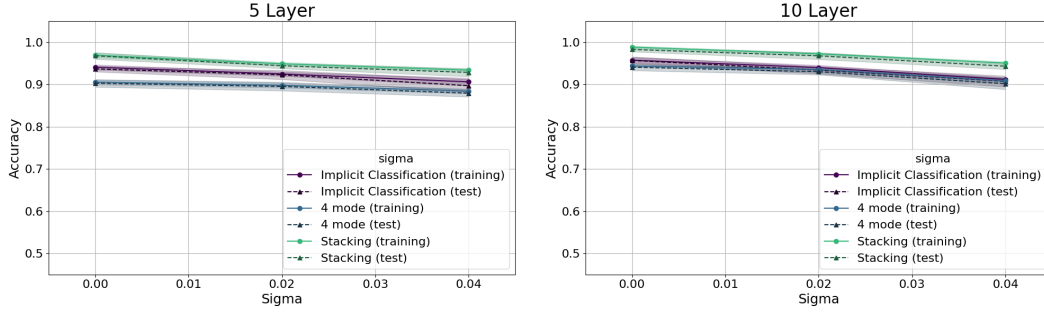 5 Layer
1.0
0.9
0.8
0.7
0.6
0.5
Accuracy
0.00
0.01
0.02
0.03
0.04
Sigma
sigma
Implicit Classification (training)
Implicit Classification (test)
4 mode (training)
4 mode (test)
Stacking (training)
Stacking (test)
10 Layer
1.0
0.9
0.8
0.7
0.6
0.5
Accuracy
0.00
0.01
0.02
0.03
0.04
Sigma
sigma
Implicit Classification (training)
Implicit Classification (test)
4 mode (training)
4 mode (test)
Stacking (training)
Stacking (test)